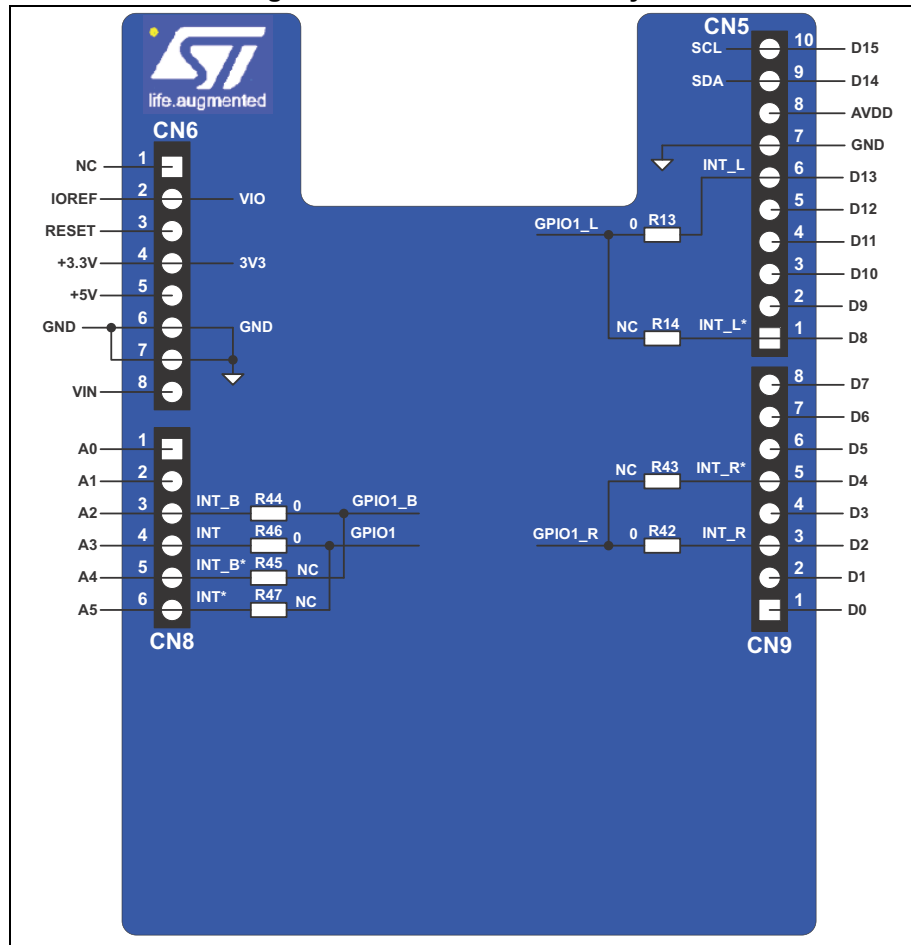 life.augmented
CN6
NC 1
IOREF 2 VIO
RESET 3
+3.3V 4 3V3
+5V 5
GND 6 GND
7
VIN 8
A0 1
A1 2
A2 3 INT_B R44 0 GPIO1_B
A3 4 INT R46 0 GPIO1
A4 5 INT_B* R45 NC
A5 6 INT* R47 NC
CN8
CN5
SCL 10 D15
SDA 9 D14
8 AVDD
7 GND
INT_L 6 D13
GPIO1_L 0 R13
5 D12
4 D11
3 D10
2 D9
NC R14 INT_L* 1 D8
8 D7
7 D6
6 D5
NC R43 INT_R* 5 D4
4 D3
GPIO1_R 0 R42 INT_R 3 D2
2 D1
1 D0
CN9